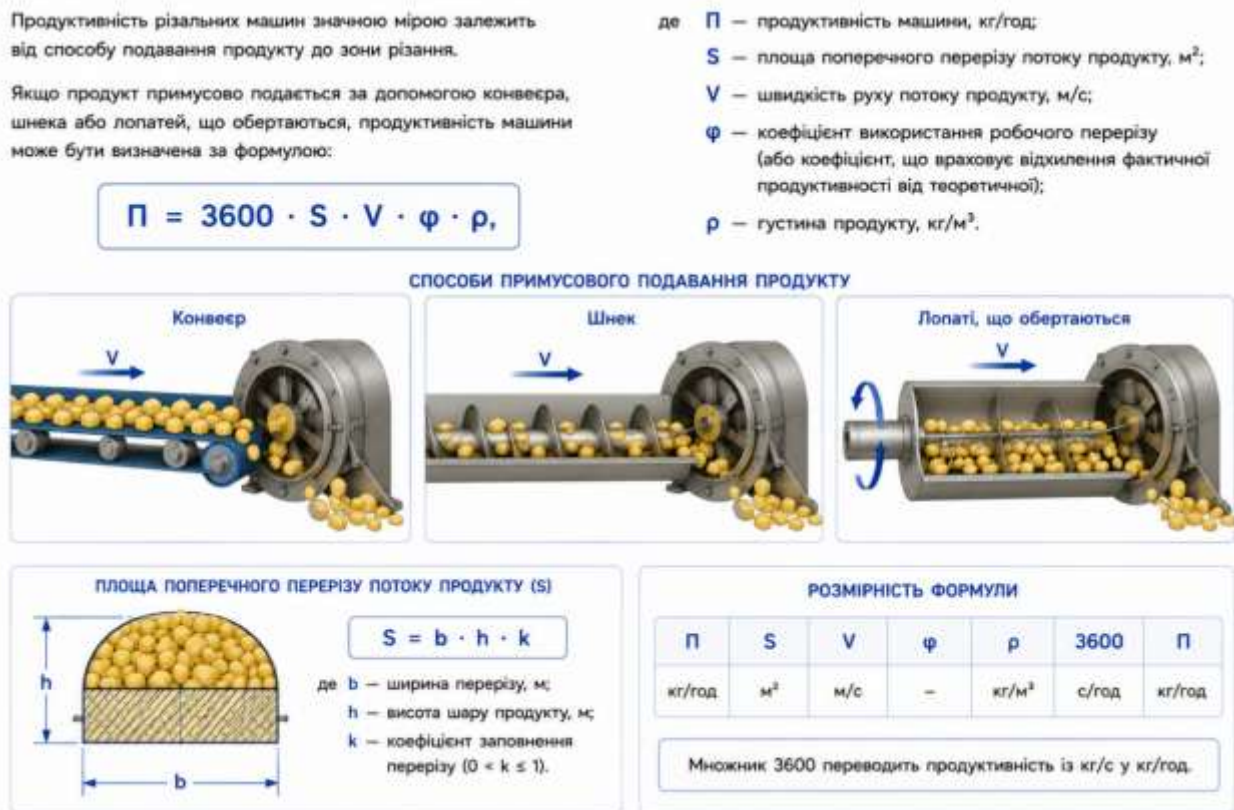 Продуктивність різальних машин значною мірою залежить
від способу подавання продукту до зони різання.
Якщо продукт примусово подається за допомогою конвеєра,
шнека або лопатей, що обертаються, продуктивність машини
може бути визначена за формулою:
П = 3600 · S · V · φ · ρ,
де П — продуктивність машини, кг/год;
S — площа поперечного перерізу потоку продукту, м²;
V — швидкість руху потоку продукту, м/с;
φ — коефіцієнт використання робочого перерізу
(або коефіцієнт, що враховує відхилення фактичної
продуктивності від теоретичної);
ρ — густина продукту, кг/м³.
СПОСОБИ ПРИМУСОВОГО ПОДАВАННЯ ПРОДУКТУ
Конвеєр
V
Шнек
V
Лопаті, що обертаються
V
ПЛОЩА ПОПЕРЕЧНОГО ПЕРЕРІЗУ ПОТОКУ ПРОДУКТУ (S)
h
b
S = b · h · k
де b — ширина перерізу, м;
h — висота шару продукту, м;
k — коефіцієнт заповнення
перерізу (0 < k ≤ 1).
РОЗМІРНІСТЬ ФОРМУЛИ
П S V φ ρ 3600 П
кг/год м² м/с – кг/м³ с/год кг/год
Множник 3600 переводить продуктивність із кг/с у кг/год.